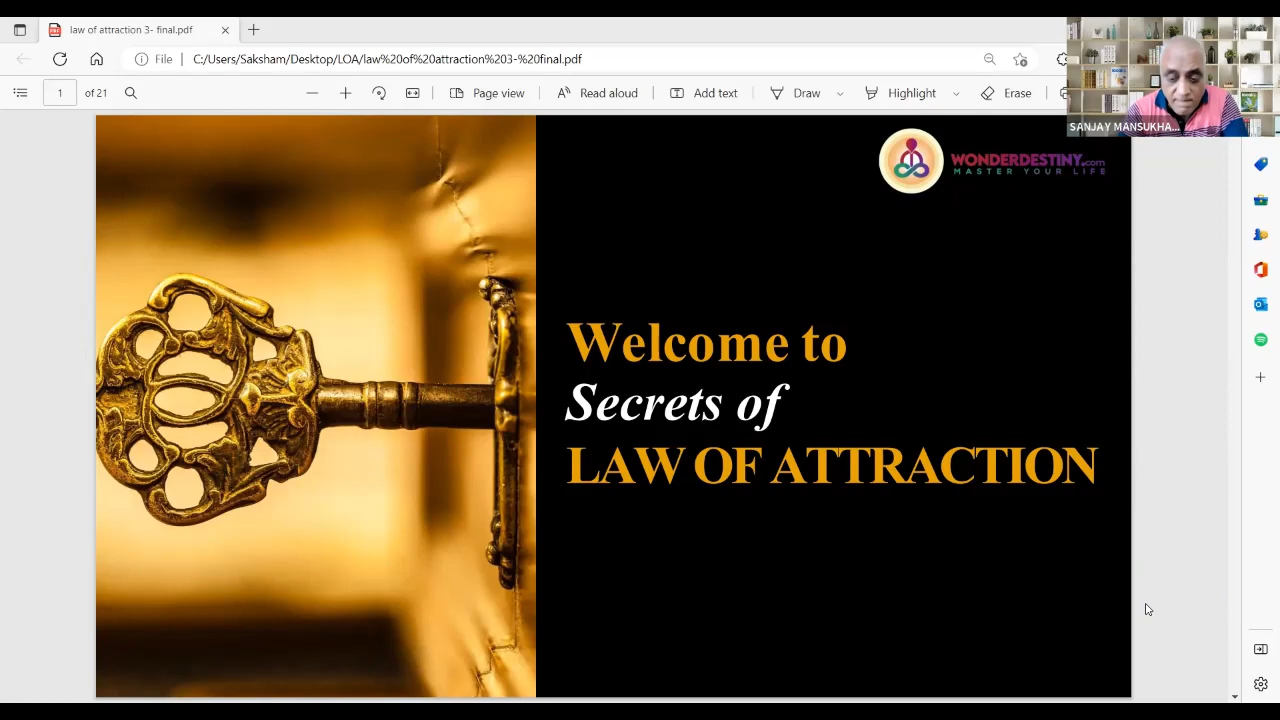 law of attraction 3- final.pdf
File
C:/Users/Saksham/Desktop/LOA/law%20of%20attraction%203-%20final.pdf
1 of 21
Page view
Read aloud
Add text
Draw
Highlight
Erase
SANJAY MANSUKHA...
WONDERDESTINY.com
MASTER YOUR LIFE
Welcome to
Secrets of
LAW OF ATTRACTION